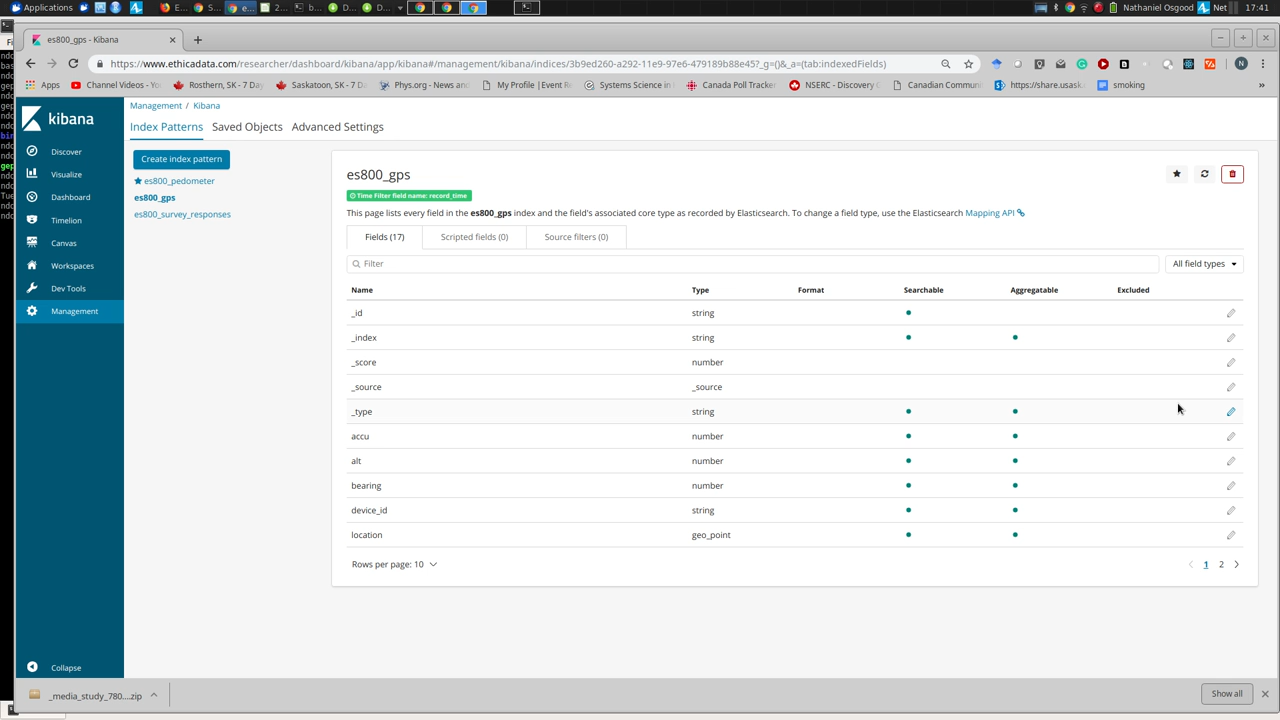 Applications
Nathaniel Osgood
Net
17:41
es800_gps - Kibana
https://www.ethicadata.com/researcher/dashboard/kibana/app/kibana#/management/kibana/indices/3b9ed260-a292-11e9-97e6-479189b88e45?_g=()&_a=(tab:indexedFields)
Apps
Channel Videos - Y
Rosthern, SK - 7 Day
Saskatoon, SK - 7 D
Phys.org - News an
My Profile | Event R
Systems Science in
Canada Poll Tracker
NSERC - Discovery G
Canadian Commun
https://share.usask.
smoking
»
kibana
Discover
Visualize
Dashboard
Timelion
Canvas
Workspaces
Dev Tools
Management
Collapse
Management / Kibana
Index Patterns Saved Objects Advanced Settings
Create index pattern
es800_pedometer
es800_gps
es800_survey_responses
es800_gps
Time Filter field name: record_time
This page lists every field in the es800_gps index and the field's associated core type as recorded by Elasticsearch. To change a field type, use the Elasticsearch Mapping API
Fields (17) Scripted fields (0) Source filters (0)
Filter
All field types
Name Type Format Searchable Aggregatable Excluded
_id string
_index string
_score number
_source _source
_type string
accu number
alt number
bearing number
device_id string
location geo_point
Rows per page: 10
1 2
_media_study_780....zip
Show all